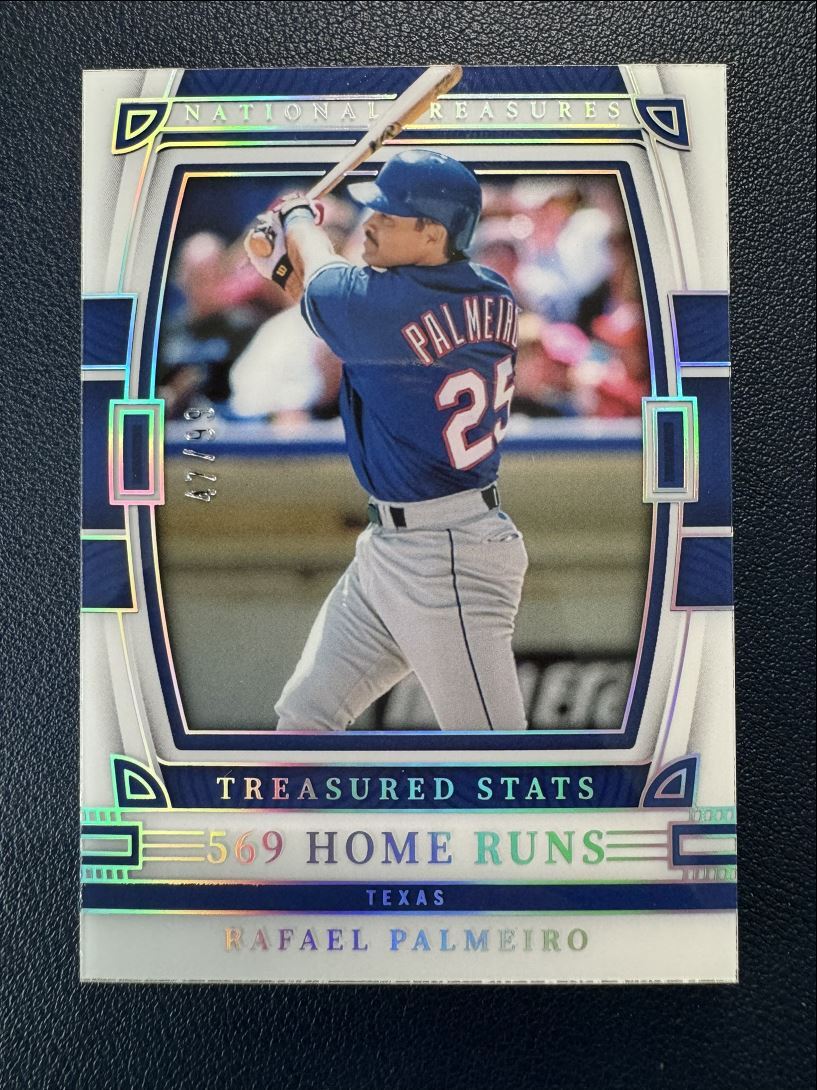 NATIONAL TREASURES
PALMEIRO
25
47/99
TREASURED STATS
569 HOME RUNS
TEXAS
RAFAEL PALMEIRO